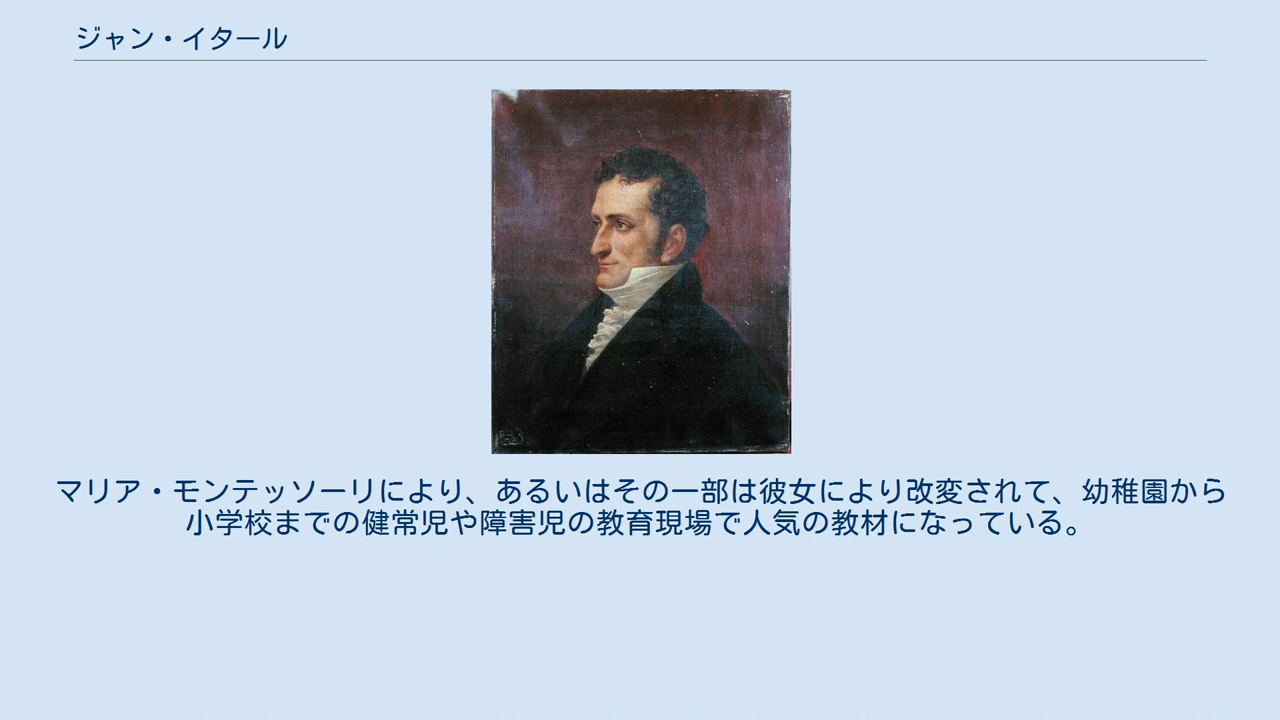 ジャン・イタール
マリア・モンテッソーリにより、あるいはその一部は彼女により改変されて、幼稚園から
小学校までの健常児や障害児の教育現場で人気の教材になっている。